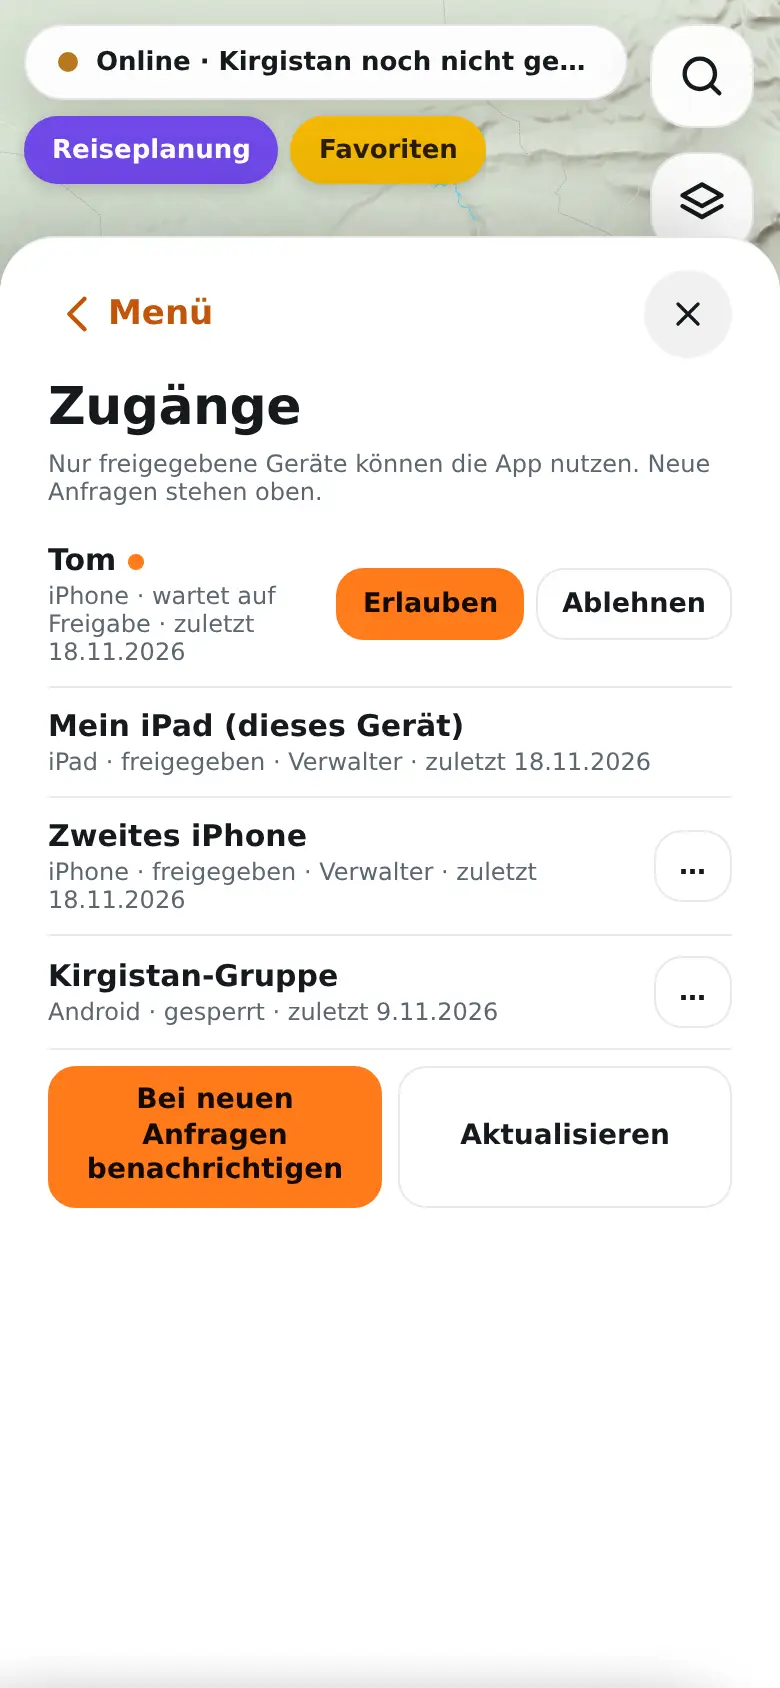 Online · Kirgistan noch nicht ge…
Reiseplanung
Favoriten
Menü
Zugänge
Nur freigegebene Geräte können die App nutzen. Neue
Anfragen stehen oben.
Tom
iPhone · wartet auf
Freigabe · zuletzt
18.11.2026
Erlauben
Ablehnen
Mein iPad (dieses Gerät)
iPad · freigegeben · Verwalter · zuletzt 18.11.2026
Zweites iPhone
iPhone · freigegeben · Verwalter · zuletzt
18.11.2026
…
Kirgistan-Gruppe
Android · gesperrt · zuletzt 9.11.2026
…
Bei neuen
Anfragen
benachrichtigen
Aktualisieren